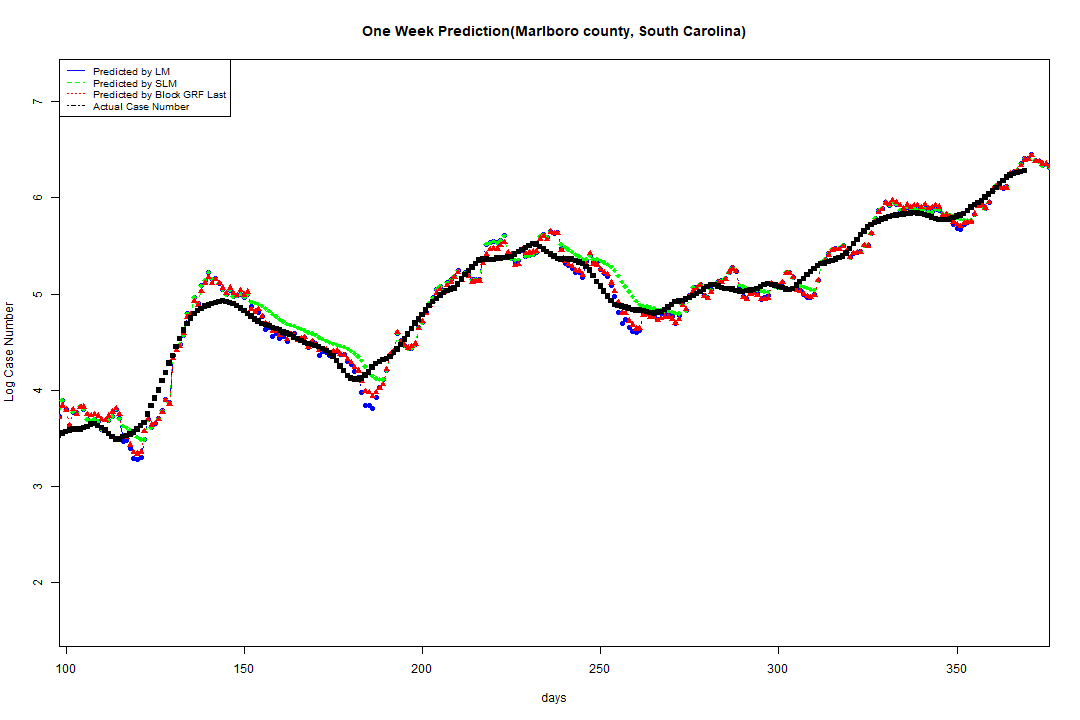 One Week Prediction(Marlboro county, South Carolina)
Predicted by LM
Predicted by SLM
Predicted by Block GRF Last
Actual Case Number
Log Case Number
7
6
5
4
3
2
100 150 200 250 300 350
days